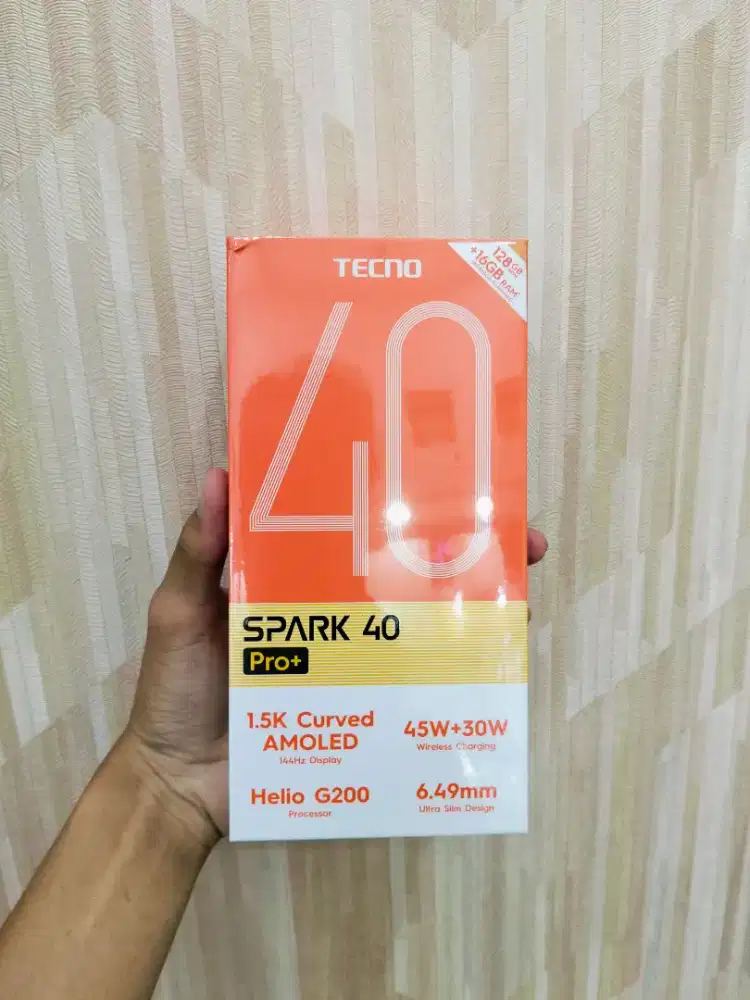 TECNO
128GB
+16GB RAM*
40
SPARK 40
Pro+
1.5K Curved
AMOLED
144Hz Display
45W+30W
Wireless Charging
Helio G200
Processor
6.49mm
Ultra Slim Design